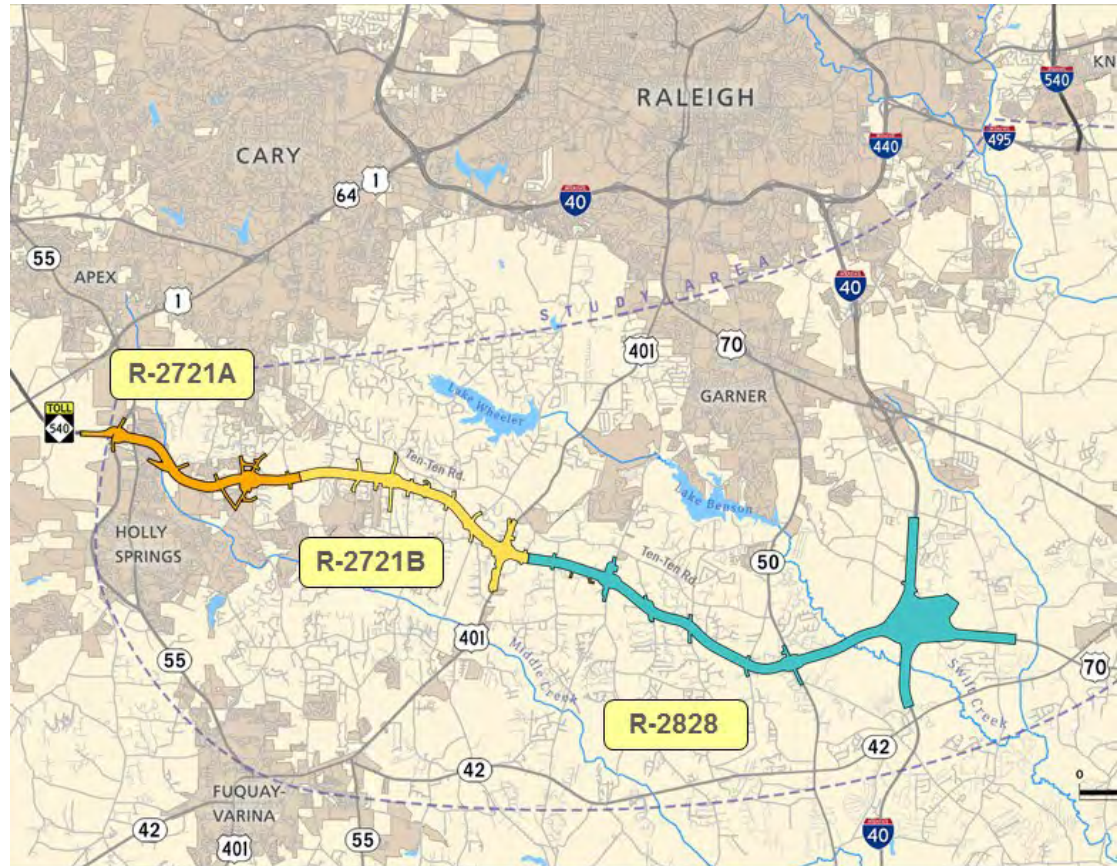 RALEIGH
CARY
540
KN
440
495
64
1
40
55
APEX
1
40
STUDY AREA
401
70
R-2721A
Lake Wheeler
GARNER
TOLL
540
Ten-Ten Rd.
Lake Benson
HOLLY
SPRINGS
R-2721B
Ten-Ten Rd.
50
401
Middle Creek
55
70
Swift Creek
R-2828
42
42
0
FUQUAY-
VARINA
42
401
55
40